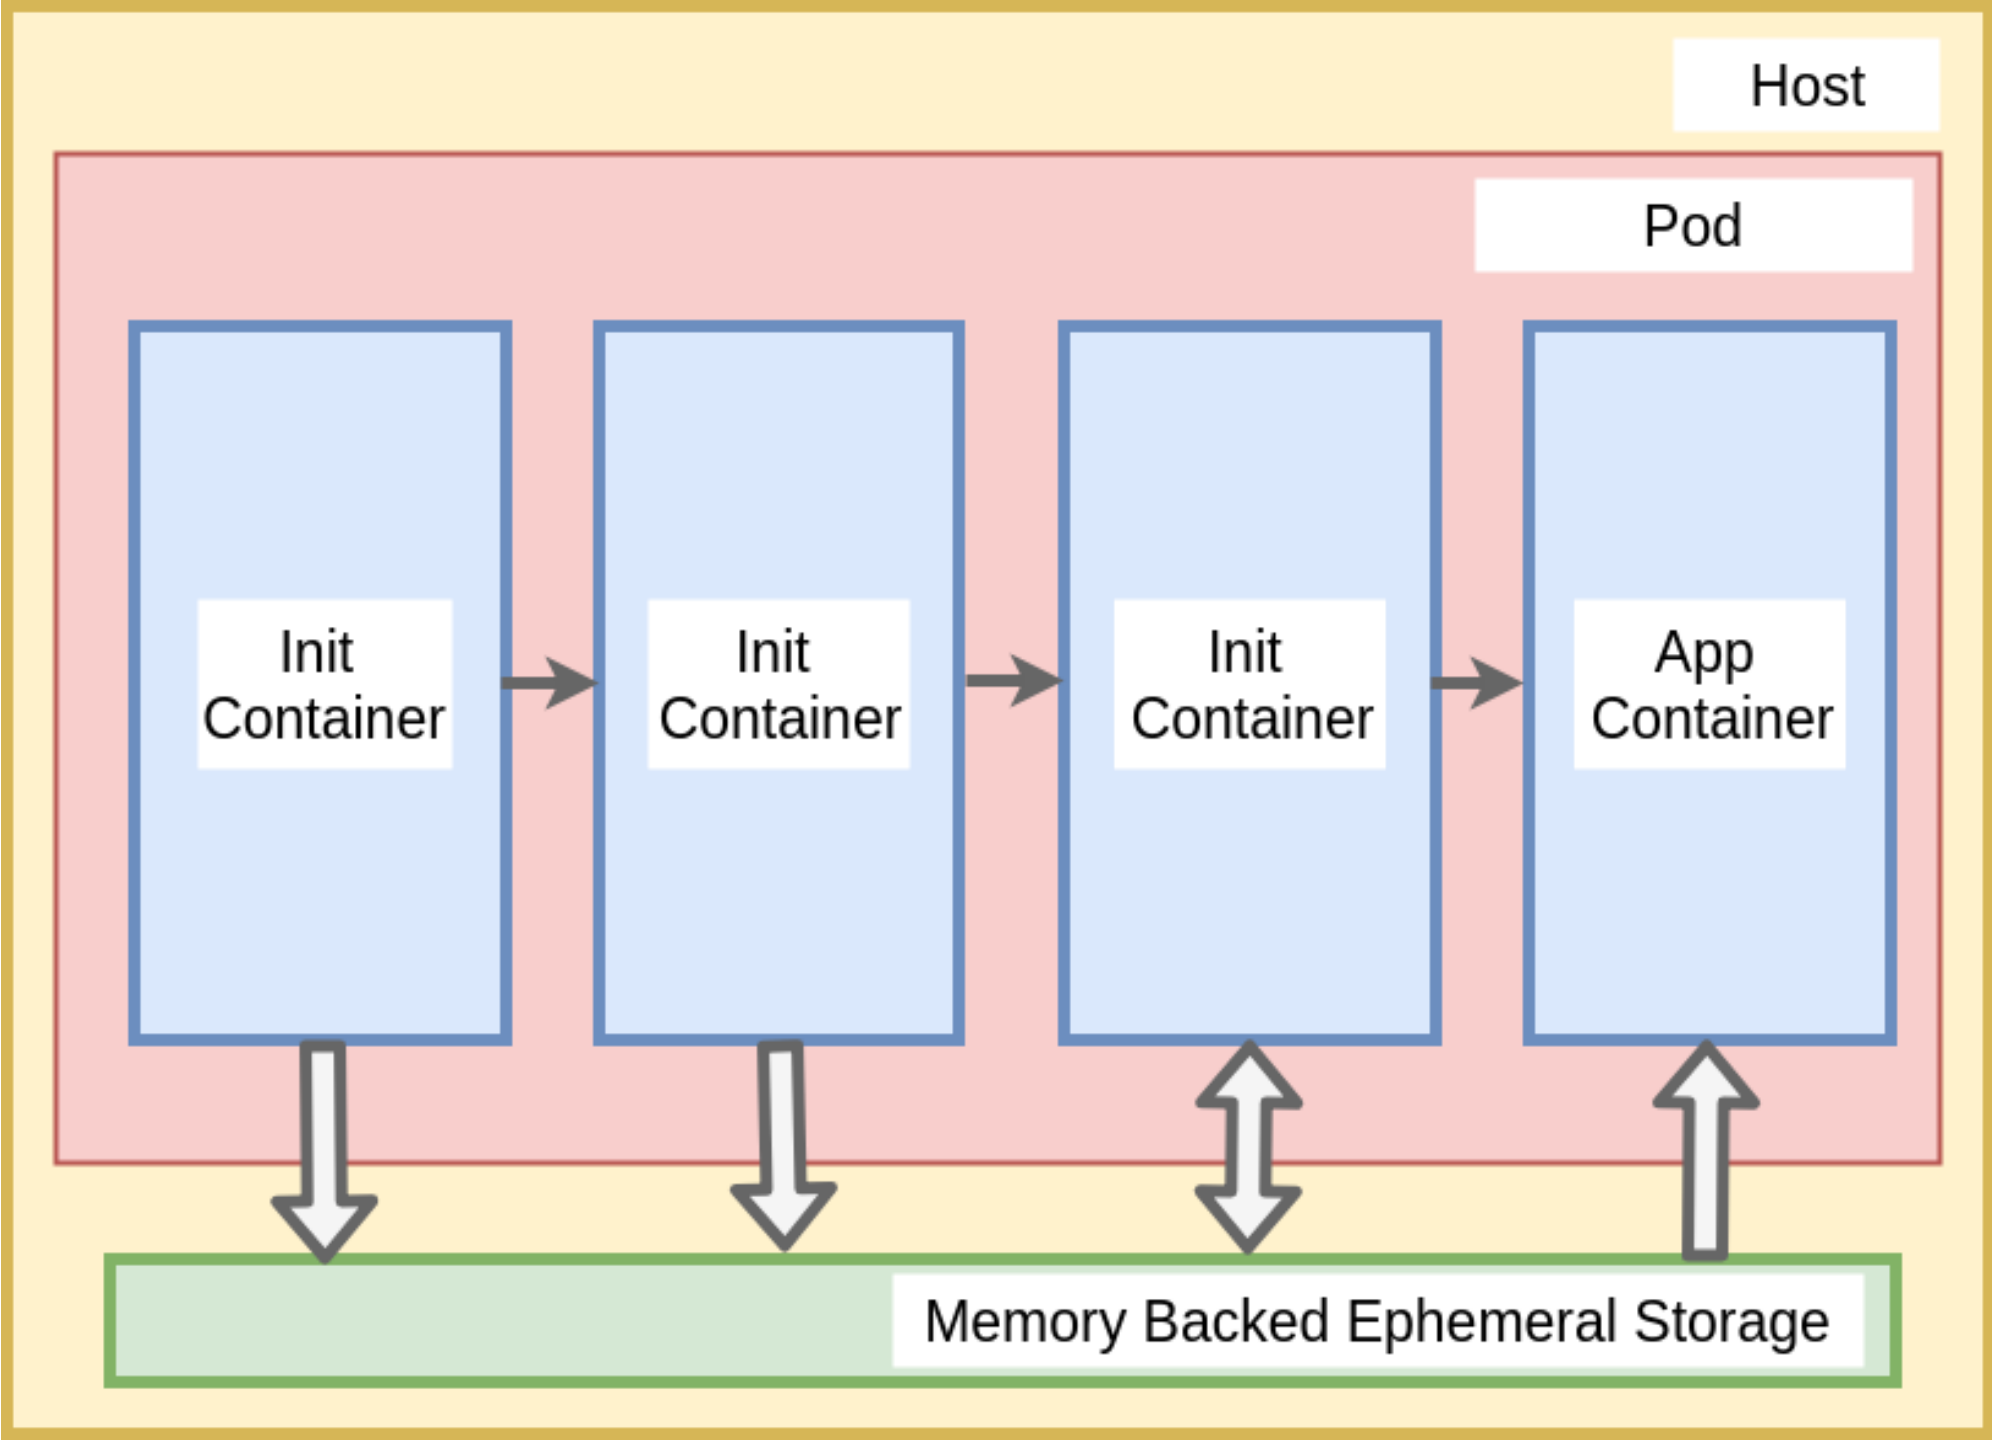 Host
Pod
Init
Container
Init
Container
Init
Container
App
Container
Memory Backed Ephemeral Storage